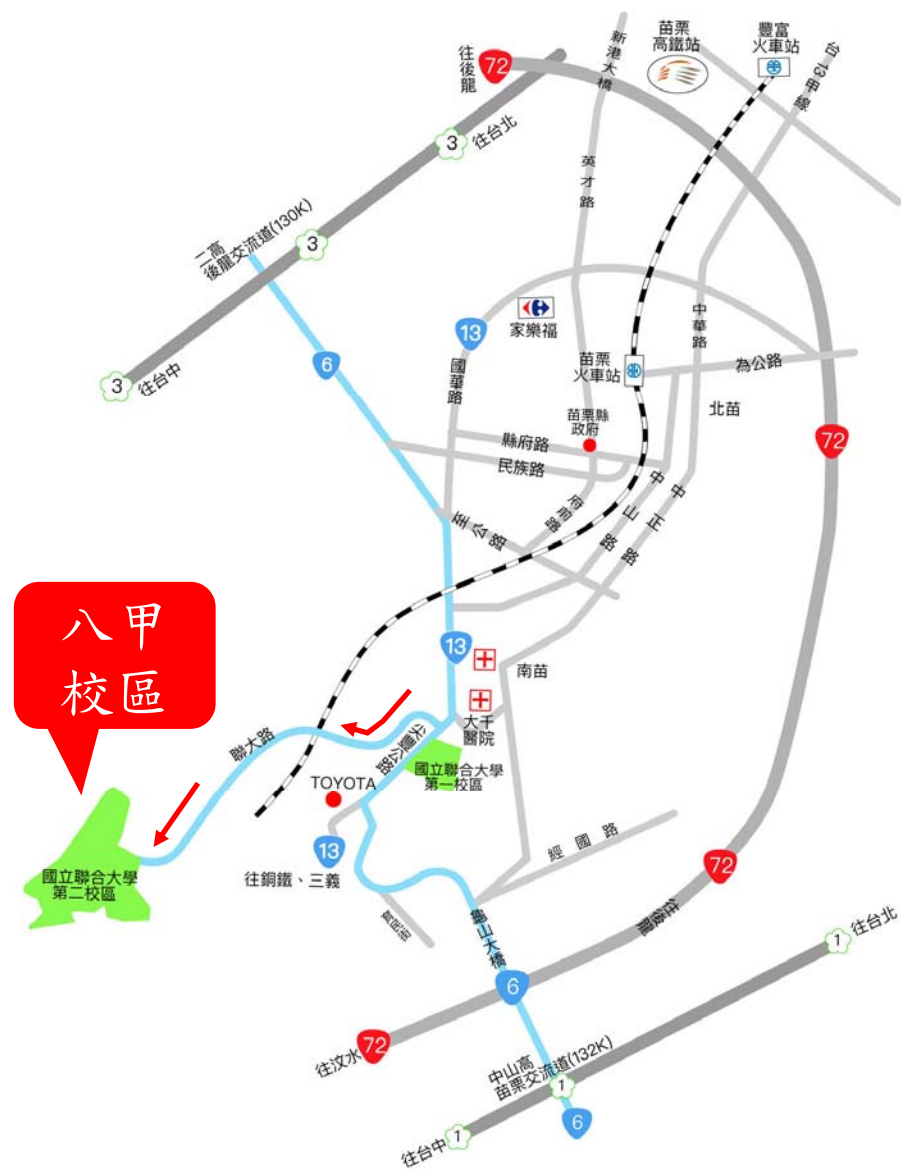 往後龍
72
新港大橋
苗栗
高鐵站
豐富
火車站
台13甲線
3
往台北
英才路
二高
後龍交流道(130K)
3
家樂福
13
中華路
6
國華路
苗栗
火車站
為公路
3
往台中
北苗
苗栗縣
政府
72
縣府路
民族路
中山路
中正路
府前路
至公路
八甲
校區
13
南苗
大千
醫院
聯大路
尖豐公路
國立聯合大學
第一校區
TOYOTA
13
往銅鐵、三義
經國路
72
國立聯合大學
第二校區
往後龍
龜山大橋
1
往台北
6
72
往汶水
中山高
苗栗交流道(132K)
1
6
1
往台中